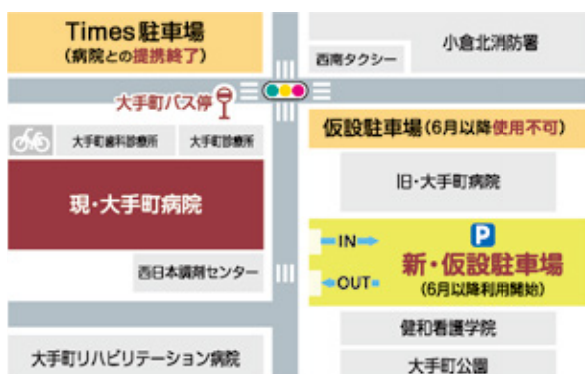 Times駐車場
(病院との提携終了)
小倉北消防署
西南タクシー
大手町バス停
仮設駐車場(6月以降使用不可)
大手町歯科診療所
大手町診療所
旧・大手町病院
現・大手町病院
P
IN
新・仮設駐車場
OUT
(6月以降利用開始)
西日本調剤センター
健和看護学院
大手町リハビリテーション病院
大手町公園